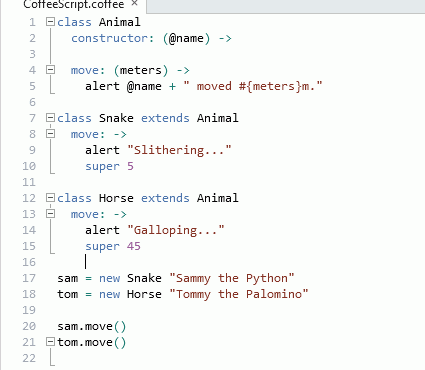 CoffeeScript.coffee ×
1 class Animal
2   constructor: (@name) ->
3
4   move: (meters) ->
5     alert @name + " moved #{meters}m."
6
7 class Snake extends Animal
8   move: ->
9     alert "Slithering..."
10     super 5
11
12 class Horse extends Animal
13   move: ->
14     alert "Galloping..."
15     super 45
16
17 sam = new Snake "Sammy the Python"
18 tom = new Horse "Tommy the Palomino"
19
20 sam.move()
21 tom.move()
22